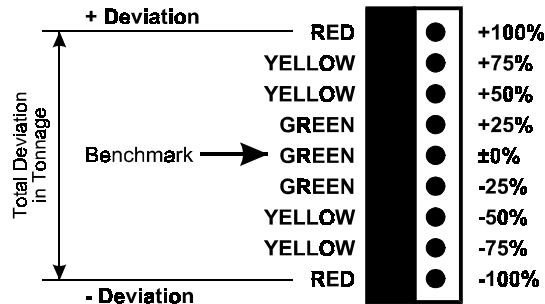 + Deviation
RED +100%
YELLOW +75%
YELLOW +50%
GREEN +25%
Benchmark GREEN ±0%
GREEN -25%
YELLOW -50%
YELLOW -75%
RED -100%
- Deviation
Total Deviation
in Tonnage